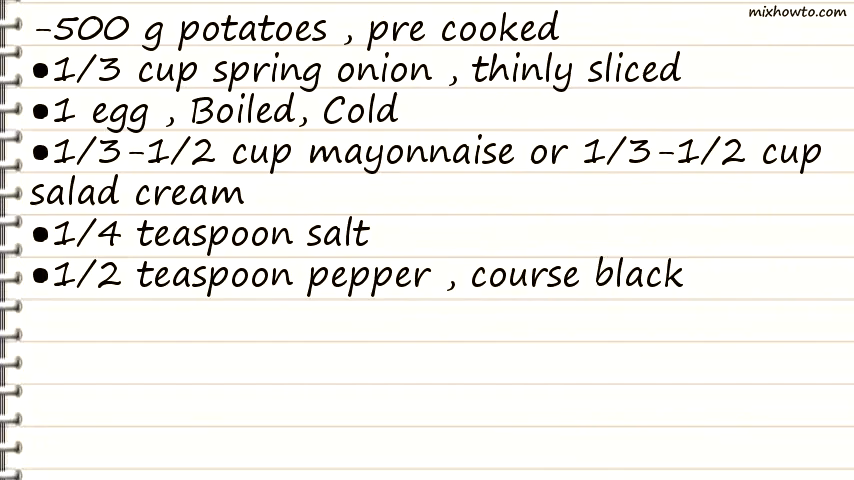 mixhowto.com
-500 g potatoes , pre cooked
•1/3 cup spring onion , thinly sliced
•1 egg , Boiled, Cold
•1/3-1/2 cup mayonnaise or 1/3-1/2 cup
salad cream
•1/4 teaspoon salt
•1/2 teaspoon pepper , course black